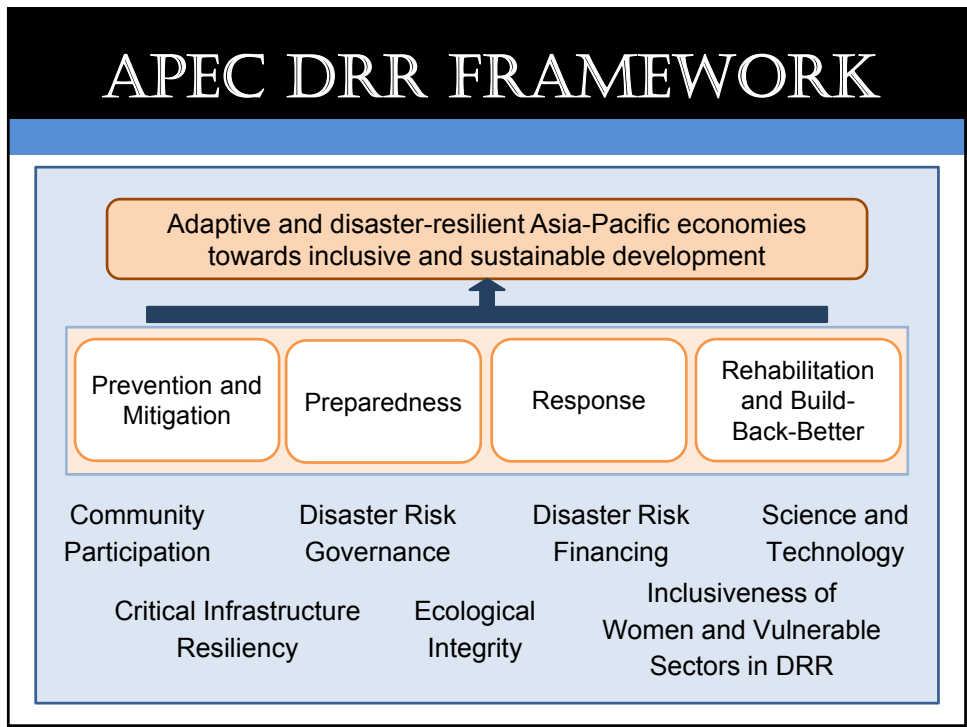 APEC DRR FRAMEWORK
Adaptive and disaster-resilient Asia-Pacific economies
towards inclusive and sustainable development
Prevention and
Mitigation
Preparedness
Response
Rehabilitation
and Build-
Back-Better
Community
Participation
Disaster Risk
Governance
Disaster Risk
Financing
Science and
Technology
Critical Infrastructure
Resiliency
Ecological
Integrity
Inclusiveness of
Women and Vulnerable
Sectors in DRR